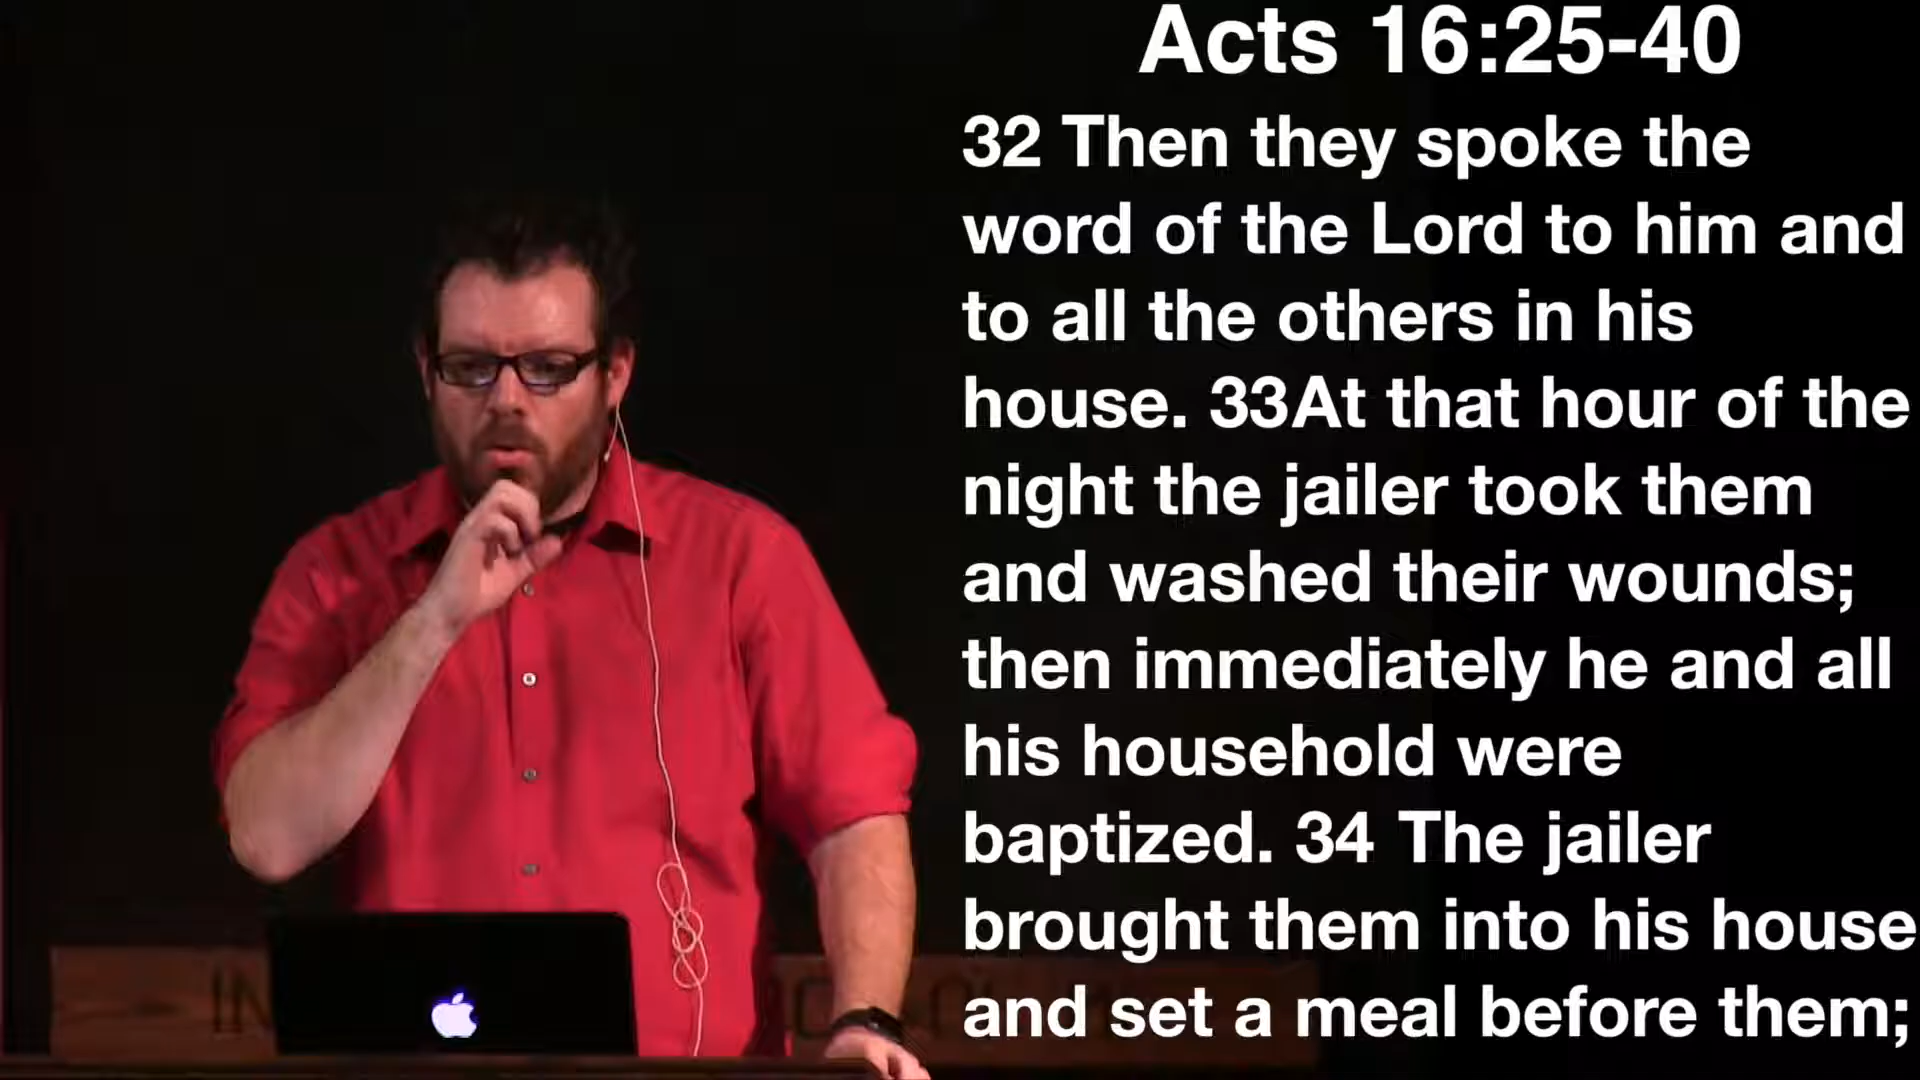 Acts 16:25-40
32 Then they spoke the
word of the Lord to him and
to all the others in his
house. 33At that hour of the
night the jailer took them
and washed their wounds;
then immediately he and all
his household were
baptized. 34 The jailer
brought them into his house
and set a meal before them;
IN